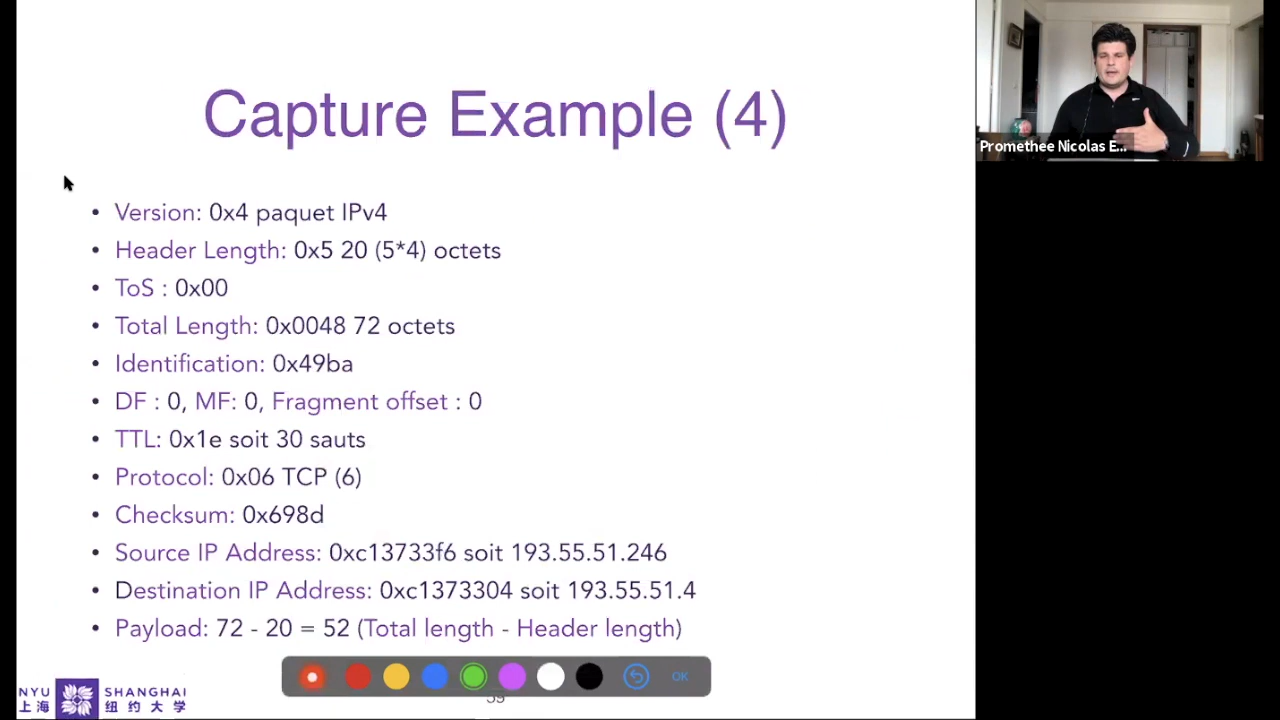 Capture Example (4)
• Version: 0x4 paquet IPv4
• Header Length: 0x5 20 (5*4) octets
• ToS : 0x00
• Total Length: 0x0048 72 octets
• Identification: 0x49ba
• DF : 0, MF: 0, Fragment offset : 0
• TTL: 0x1e soit 30 sauts
• Protocol: 0x06 TCP (6)
• Checksum: 0x698d
• Source IP Address: 0xc13733f6 soit 193.55.51.246
• Destination IP Address: 0xc1373304 soit 193.55.51.4
• Payload: 72 - 20 = 52 (Total length - Header length)
Promethee Nicolas E...
OK
59
NYU SHANGHAI
上海 纽约大学